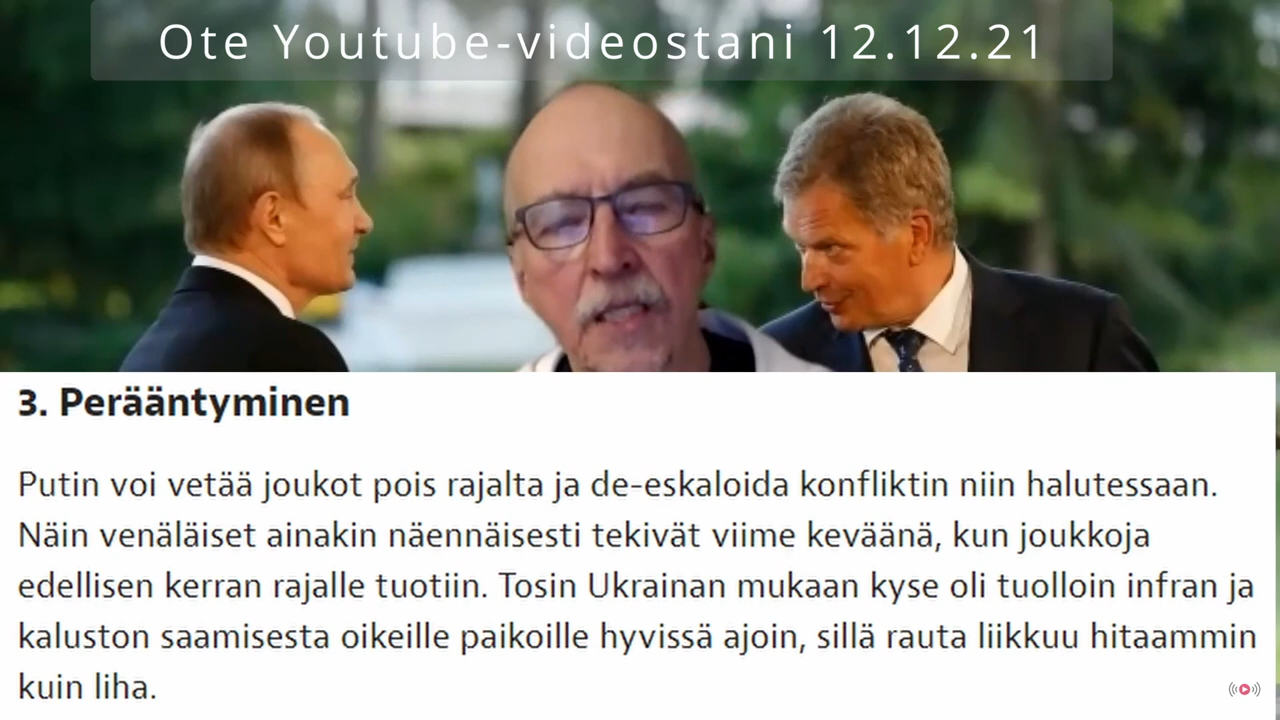 Ote Youtube-videostani 12.12.21
3. Perääntyminen
Putin voi vetää joukot pois rajalta ja de-eskaloida konfliktin niin halutessaan.
Näin venäläiset ainakin näennäisesti tekivät viime keväänä, kun joukkoja
edellisen kerran rajalle tuotiin. Tosin Ukrainan mukaan kyse oli tuolloin infran ja
kaluston saamisesta oikeille paikoille hyvissä ajoin, sillä rauta liikkuu hitaammin
kuin liha.